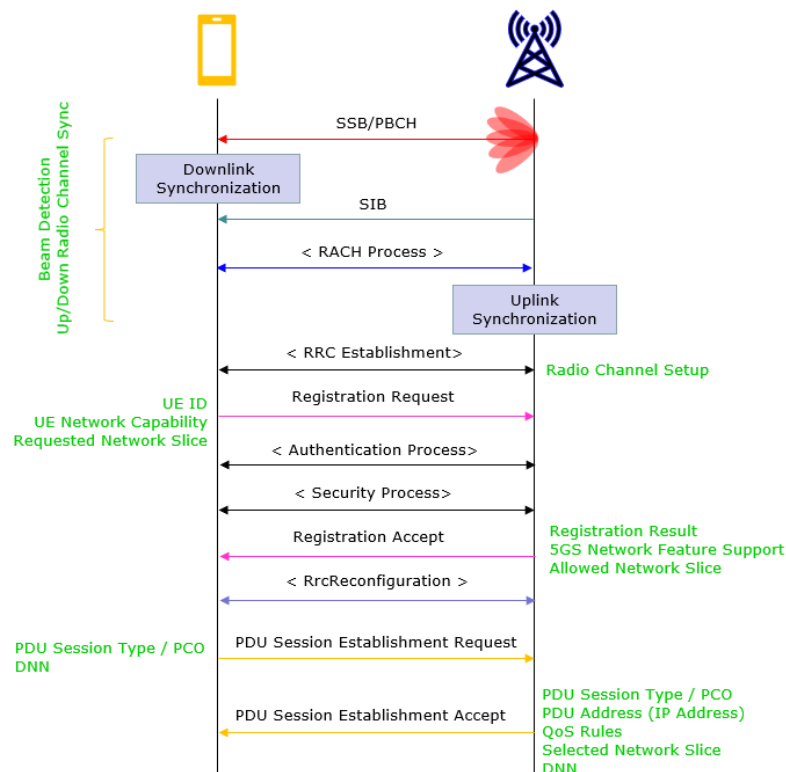 SSB/PBCH
Beam Detection
Up/Down Radio Channel Sync
Downlink
Synchronization
SIB
< RACH Process >
Uplink
Synchronization
< RRC Establishment>
Radio Channel Setup
Registration Request
UE ID
UE Network Capability
Requested Network Slice
< Authentication Process>
< Security Process>
Registration Accept
Registration Result
5GS Network Feature Support
Allowed Network Slice
< RrcReconfiguration >
PDU Session Establishment Request
PDU Session Type / PCO
DNN
PDU Session Establishment Accept
PDU Session Type / PCO
PDU Address (IP Address)
QoS Rules
Selected Network Slice
DNN